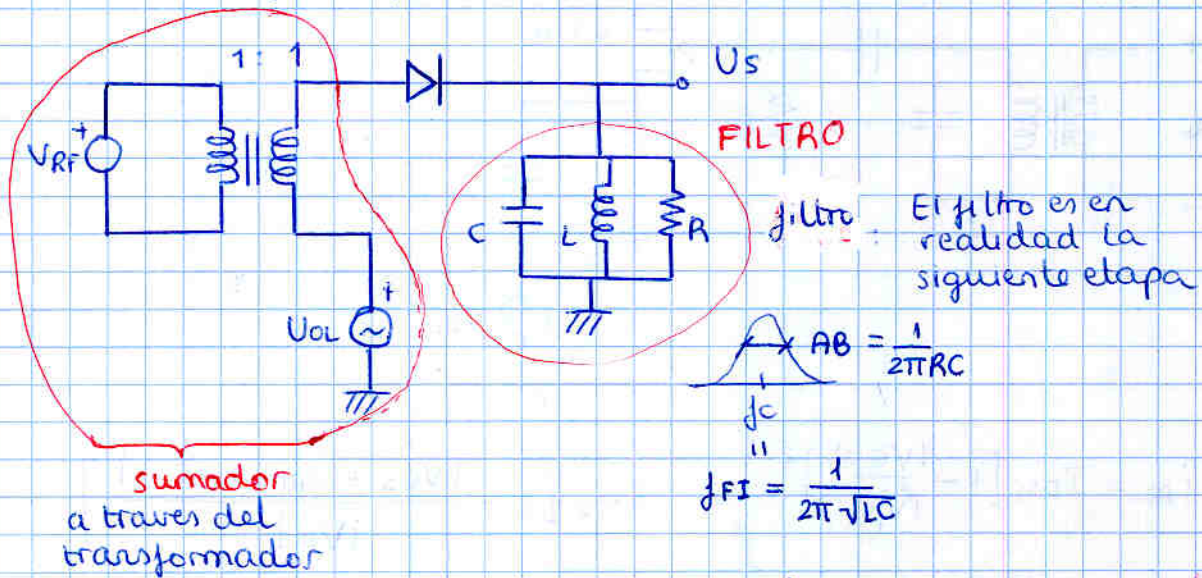 1 : 1
Us
VRF
+
FILTRO
C
L
R
filtro : El filtro es en
realidad la
siguiente etapa
+
UOL
AB = 1/2πRC
fc
"
fFI = 1/2π√LC
sumador
a traves del
transformador